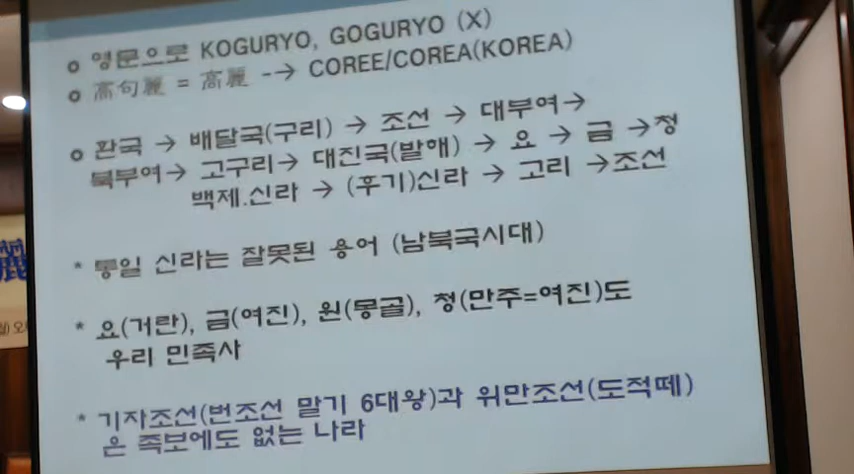 영문으로 KOGURYO, GOGURYO (X)
高句麗 = 高麗 --> COREE/COREA(KOREA)
환국 → 배달국(구리) → 조선 → 대부여→
북부여→ 고구리→ 대진국(발해) → 요 → 금 →청
백제.신라 → (후기)신라 → 고리 →조선
* 통일 신라는 잘못된 용어 (남북국시대)
* 요(거란), 금(여진), 원(몽골), 청(만주=여진)도
우리 민족사
* 기자조선(번조선 말기 6대왕)과 위만조선(도적떼)
은 족보에도 없는 나라
麗